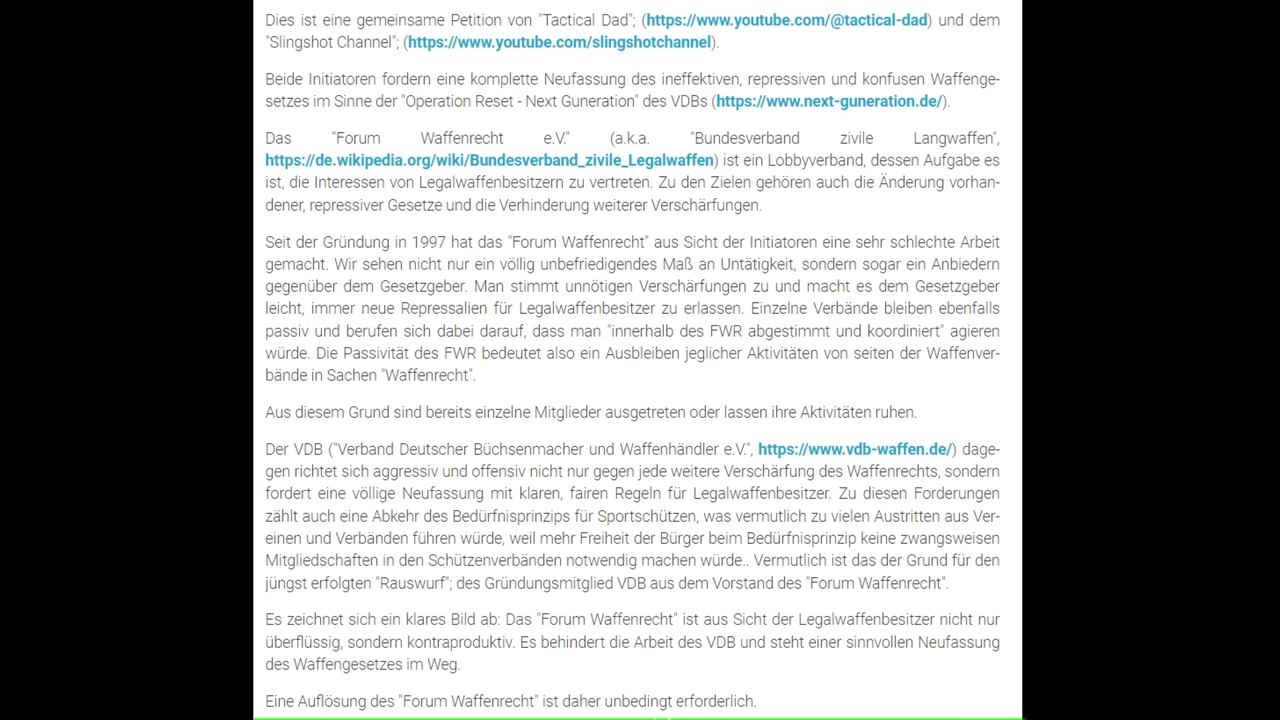 Dies ist eine gemeinsame Petition von "Tactical Dad"; (https://www.youtube.com/@tactical-dad) und dem
"Slingshot Channel"; (https://www.youtube.com/slingshotchannel).
Beide Initiatoren fordern eine komplette Neufassung des ineffektiven, repressiven und konfusen Waffenge-
setzes im Sinne der "Operation Reset - Next Guneration" des VDBs (https://www.next-guneration.de/).
Das "Forum Waffenrecht e.V." (a.k.a. "Bundesverband zivile Langwaffen",
https://de.wikipedia.org/wiki/Bundesverband_zivile_Legalwaffen) ist ein Lobbyverband, dessen Aufgabe es
ist, die Interessen von Legalwaffenbesitzern zu vertreten. Zu den Zielen gehören auch die Änderung vorhan-
dener, repressiver Gesetze und die Verhinderung weiterer Verschärfungen.
Seit der Gründung in 1997 hat das "Forum Waffenrecht" aus Sicht der Initiatoren eine sehr schlechte Arbeit
gemacht. Wir sehen nicht nur ein völlig unbefriedigendes Maß an Untätigkeit, sondern sogar ein Anbiedern
gegenüber dem Gesetzgeber. Man stimmt unnötigen Verschärfungen zu und macht es dem Gesetzgeber
leicht, immer neue Repressalien für Legalwaffenbesitzer zu erlassen. Einzelne Verbände bleiben ebenfalls
passiv und berufen sich dabei darauf, dass man "innerhalb des FWR abgestimmt und koordiniert" agieren
würde. Die Passivität des FWR bedeutet also ein Ausbleiben jeglicher Aktivitäten von seiten der Waffenver-
bände in Sachen "Waffenrecht".
Aus diesem Grund sind bereits einzelne Mitglieder ausgetreten oder lassen ihre Aktivitäten ruhen.
Der VDB ("Verband Deutscher Büchsenmacher und Waffenhändler e.V.", https://www.vdb-waffen.de/) dage-
gen richtet sich aggressiv und offensiv nicht nur gegen jede weitere Verschärfung des Waffenrechts, sondern
fordert eine völlige Neufassung mit klaren, fairen Regeln für Legalwaffenbesitzer. Zu diesen Forderungen
zählt auch eine Abkehr des Bedürfnisprinzips für Sportschützen, was vermutlich zu vielen Austritten aus Ver-
einen und Verbänden führen würde, weil mehr Freiheit der Bürger beim Bedürfnisprinzip keine zwangsweisen
Mitgliedschaften in den Schützenverbänden notwendig machen würde.. Vermutlich ist das der Grund für den
jüngst erfolgten "Rauswurf"; des Gründungsmitglied VDB aus dem Vorstand des "Forum Waffenrecht".
Es zeichnet sich ein klares Bild ab: Das "Forum Waffenrecht" ist aus Sicht der Legalwaffenbesitzer nicht nur
überflüssig, sondern kontraproduktiv. Es behindert die Arbeit des VDB und steht einer sinnvollen Neufassung
des Waffengesetzes im Weg.
Eine Auflösung des "Forum Waffenrecht" ist daher unbedingt erforderlich.